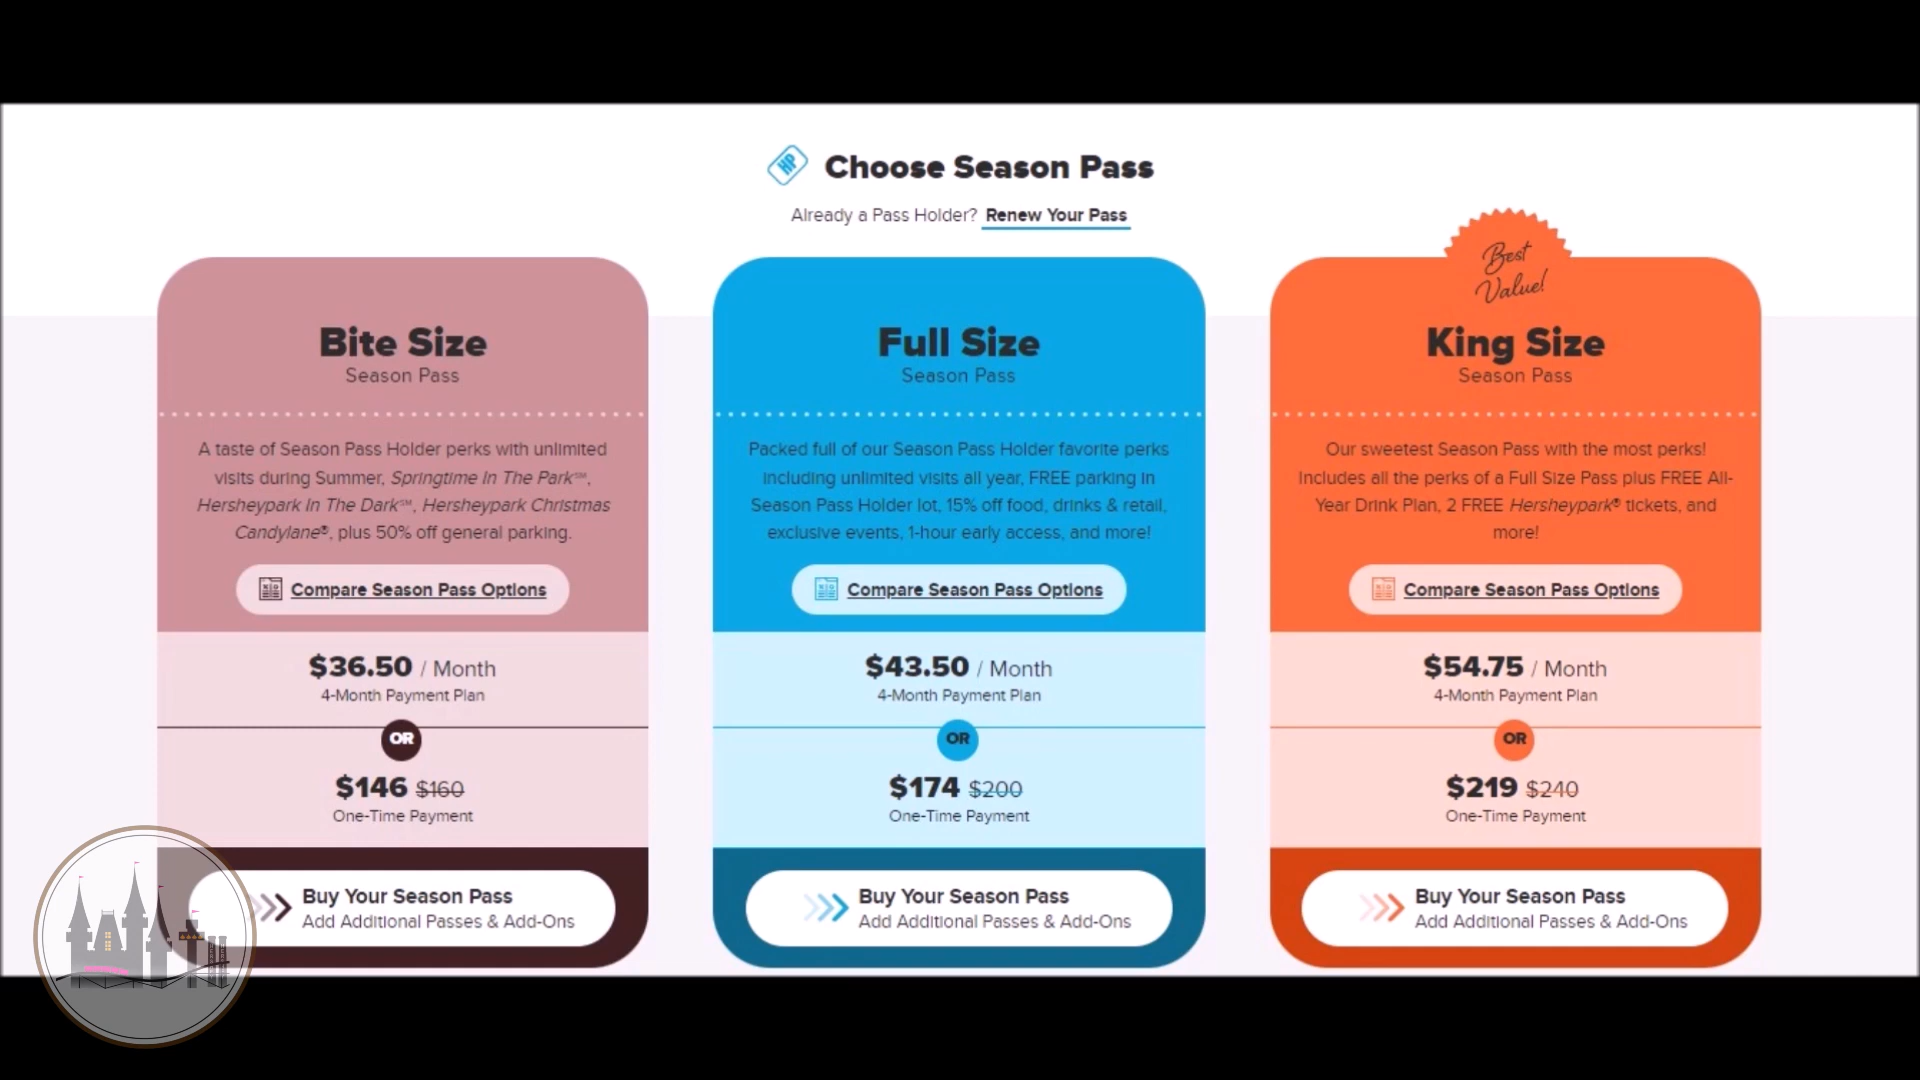 HP
Choose Season Pass
Already a Pass Holder? Renew Your Pass
Bite Size
Season Pass
A taste of Season Pass Holder perks with unlimited
visits during Summer, Springtime In The Park℠,
Hersheypark In The Dark℠, Hersheypark Christmas
Candylane®, plus 50% off general parking.
Compare Season Pass Options
$36.50 / Month
4-Month Payment Plan
OR
$146 $160
One-Time Payment
Buy Your Season Pass
Add Additional Passes & Add-Ons
Full Size
Season Pass
Packed full of our Season Pass Holder favorite perks
including unlimited visits all year, FREE parking in
Season Pass Holder lot, 15% off food, drinks & retail,
exclusive events, 1-hour early access, and more!
Compare Season Pass Options
$43.50 / Month
4-Month Payment Plan
OR
$174 $200
One-Time Payment
Buy Your Season Pass
Add Additional Passes & Add-Ons
Best
Value!
King Size
Season Pass
Our sweetest Season Pass with the most perks!
Includes all the perks of a Full Size Pass plus FREE All-
Year Drink Plan, 2 FREE Hersheypark® tickets, and
more!
Compare Season Pass Options
$54.75 / Month
4-Month Payment Plan
OR
$219 $240
One-Time Payment
Buy Your Season Pass
Add Additional Passes & Add-Ons